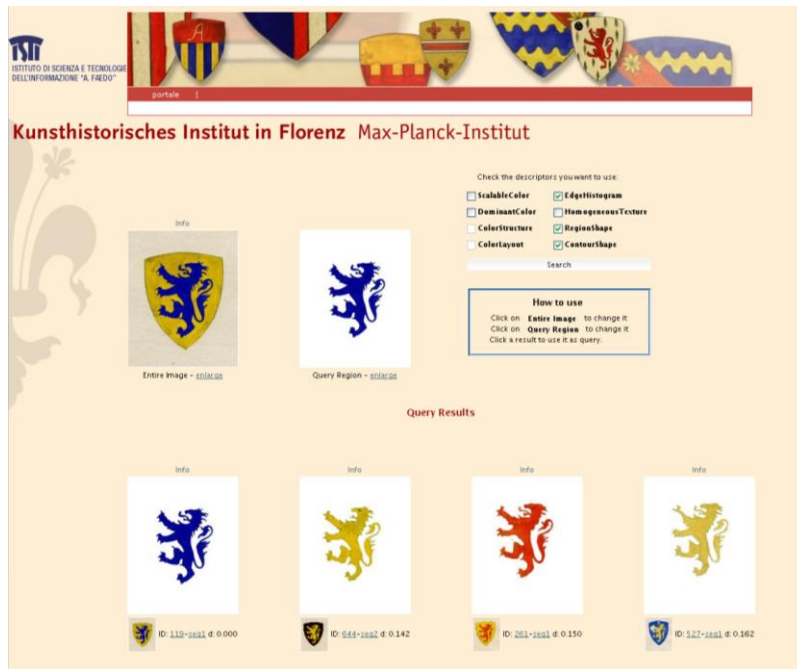 ISTI
ISTITUTO DI SCIENZA E TECNOLOGIE
DELL'INFORMAZIONE "A. FAEDO"
A
portale |
Kunsthistorisches Institut in Florenz Max-Planck-Institut
Check the descriptors you want to use:
ScalableColor EdgeHistogram
DominantColor HomogeneousTexture
ColorStructure RegionShape
ColorLayout ContourShape
Search
How to use
Click on Entire Image to change it
Click on Query Region to change it
Click a result to use it as query.
Info
Entire Image - enlarge
Query Region - enlarge
Query Results
Info Info Info Info
ID: 119-seg1 d: 0.000
ID: 644-seg2 d: 0.142
ID: 261-seg1 d: 0.150
ID: 527-seg1 d: 0.162